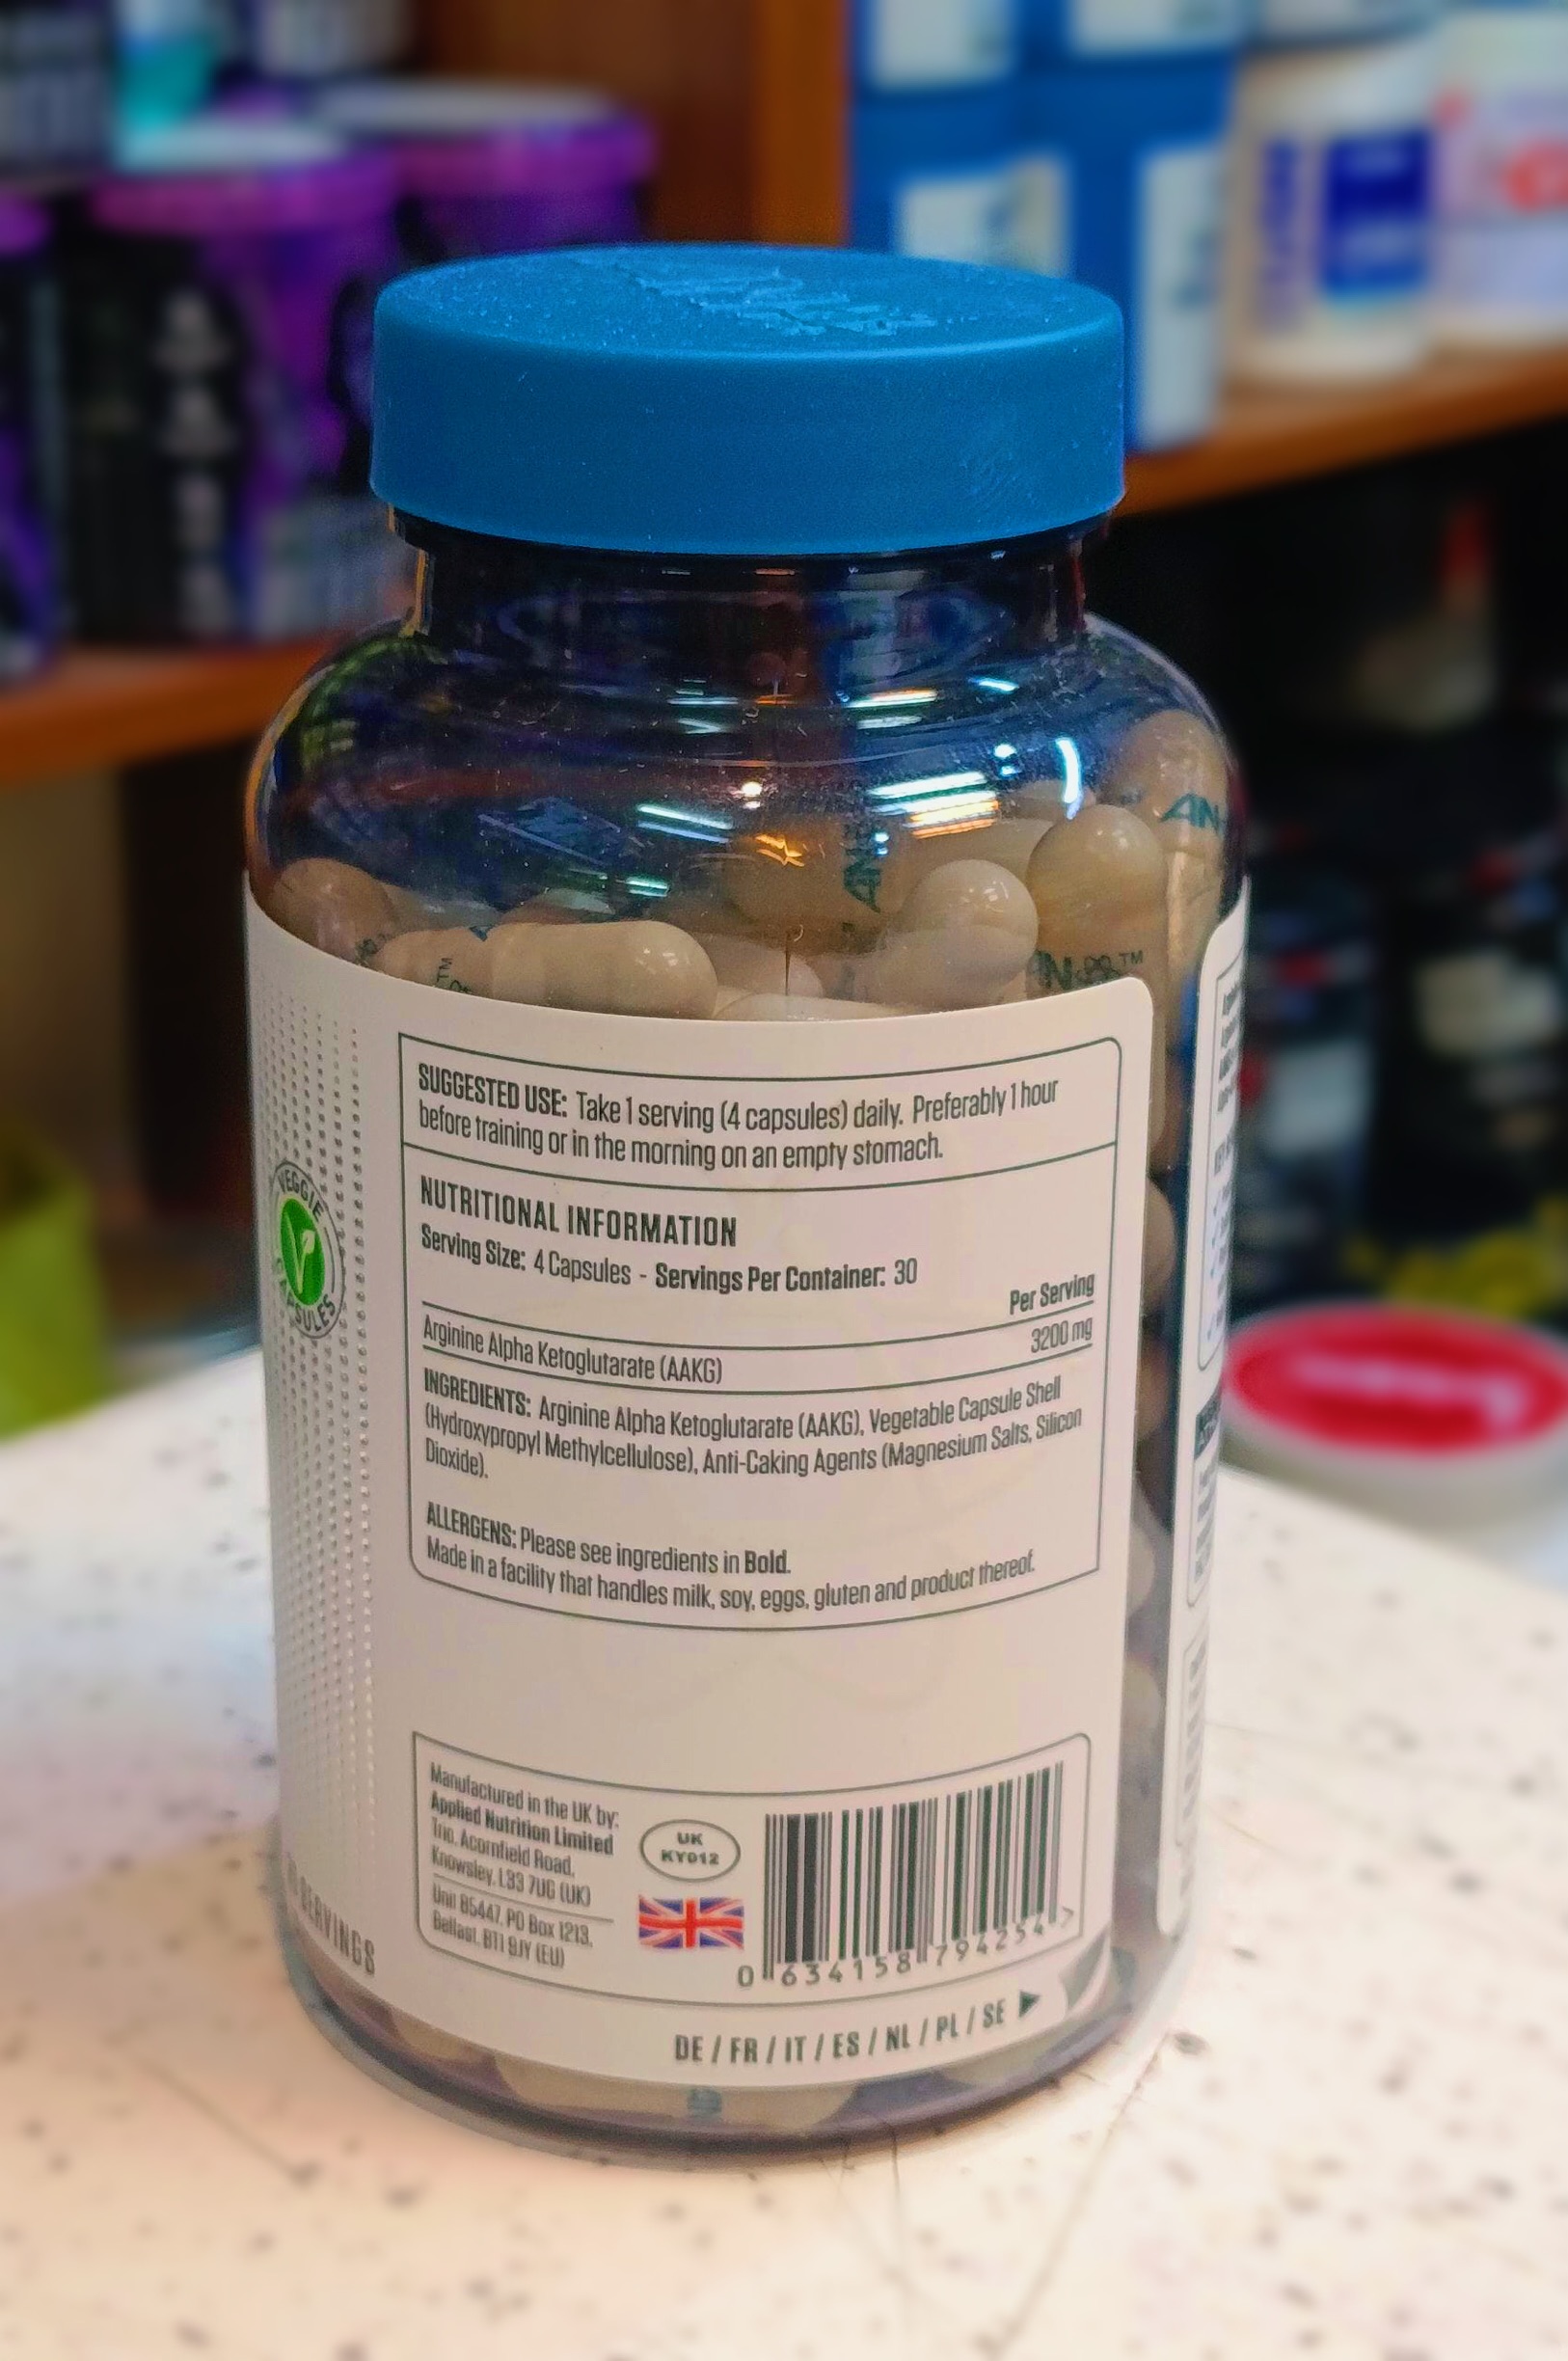 AN
AN
AN
TM
SUGGESTED USE: Take 1 serving (4 capsules) daily. Preferably 1 hour
before training or in the morning on an empty stomach.
NUTRITIONAL INFORMATION
Serving Size: 4 Capsules - Servings Per Container: 30
Per Serving
Arginine Alpha Ketoglutarate (AAKG) 3200 mg
INGREDIENTS: Arginine Alpha Ketoglutarate (AAKG), Vegetable Capsule Shell
(Hydroxypropyl Methylcellulose), Anti-Caking Agents (Magnesium Salts, Silicon
Dioxide).
ALLERGENS: Please see ingredients in Bold.
Made in a facility that handles milk, soy, eggs, gluten and product thereof.
VEGGIE
V
CAPSULES
SERVINGS
Manufactured in the UK by:
Applied Nutrition Limited
Trio, Acornfield Road,
Knowsley, L33 7UG (UK)
Unit B5447, PO Box 1213,
Belfast, BT1 9JY (EU)
UK
KY012
0 634158 794254 >
DE / FR / IT / ES / NL / PL / SE